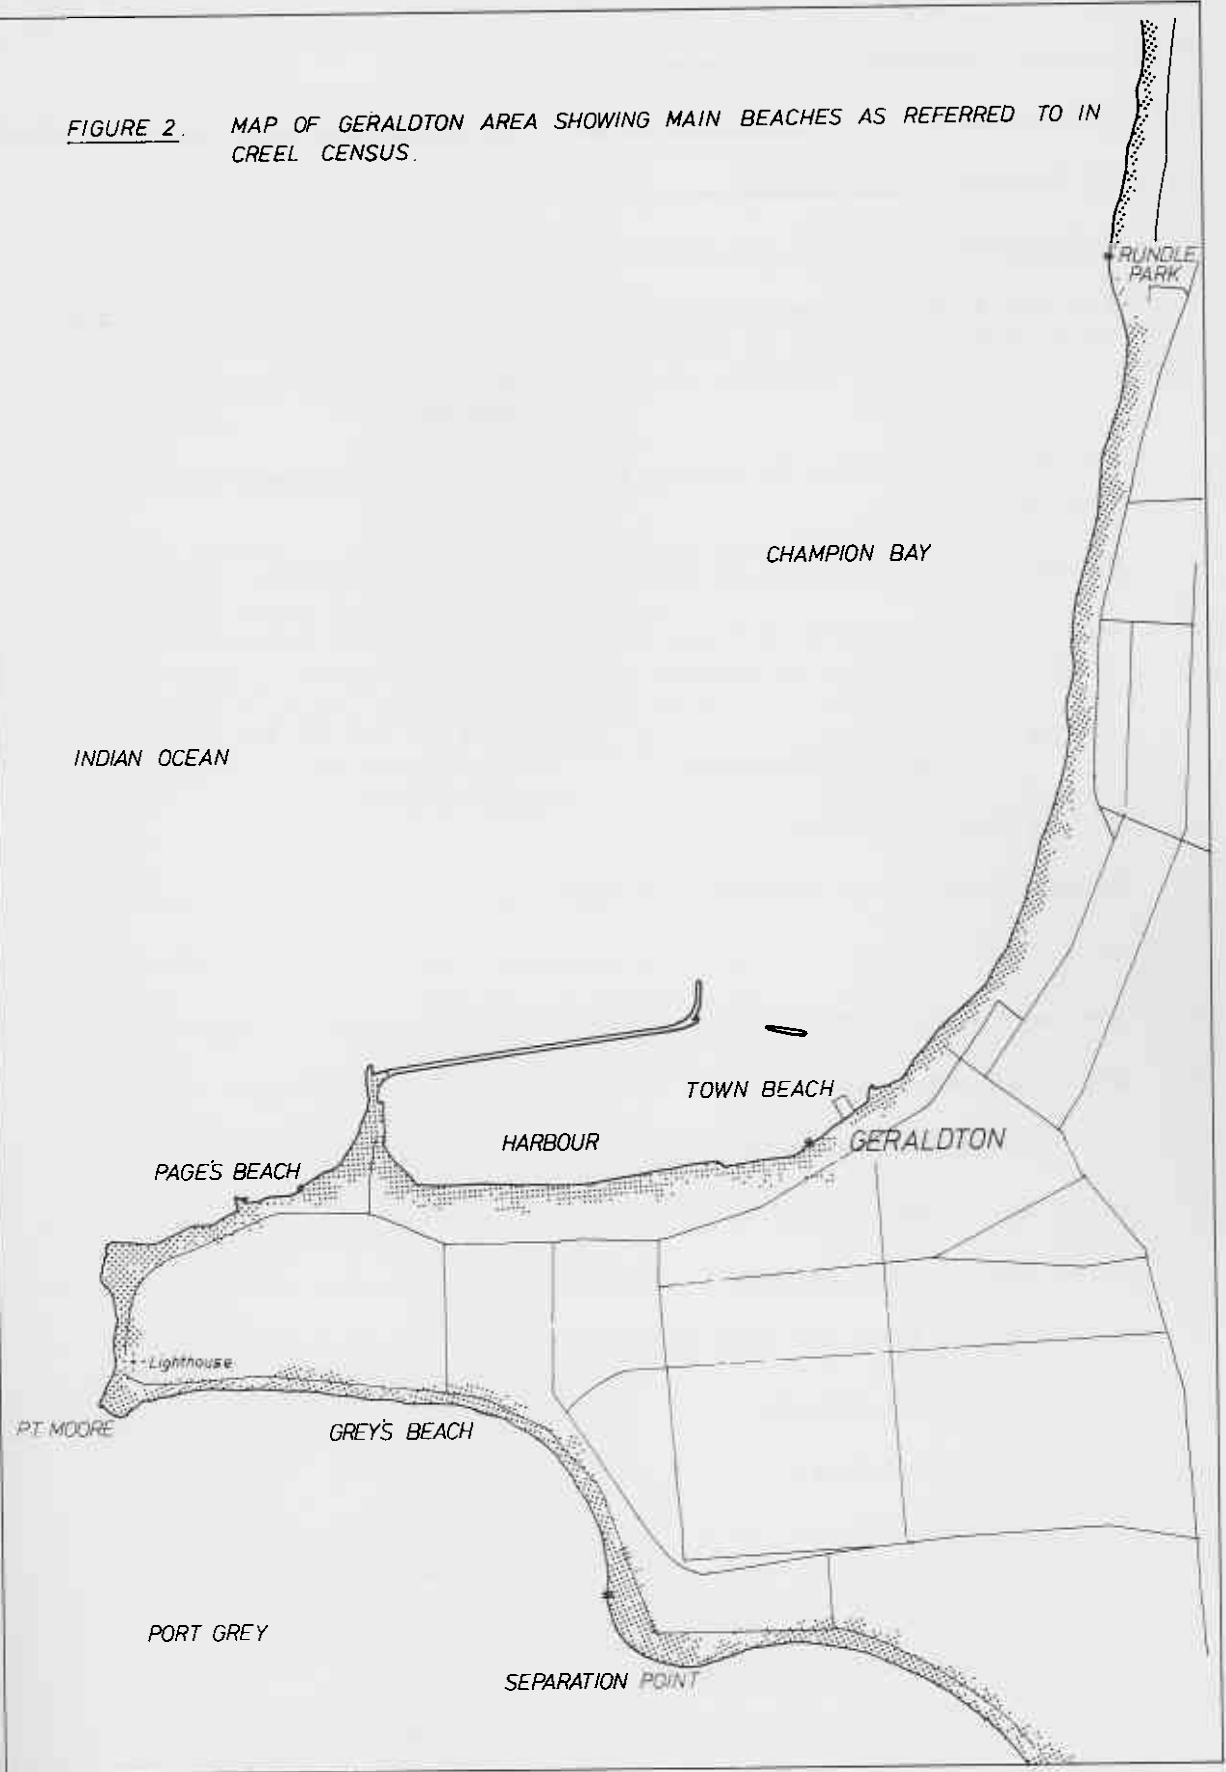 FIGURE 2. MAP OF GERALDTON AREA SHOWING MAIN BEACHES AS REFERRED TO IN
CREEL CENSUS.
RUNDLE
PARK
CHAMPION BAY
INDIAN OCEAN
TOWN BEACH
HARBOUR
GERALDTON
PAGE'S BEACH
Lighthouse
PT. MOORE
GREY'S BEACH
PORT GREY
SEPARATION POINT